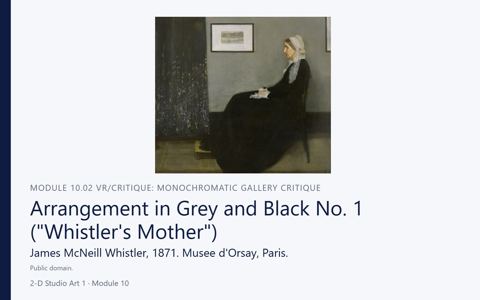 MODULE 10.02 VR/CRITIQUE: MONOCHROMATIC GALLERY CRITIQUE
Arrangement in Grey and Black No. 1
("Whistler's Mother")
James McNeill Whistler, 1871. Musee d'Orsay, Paris.
Public domain.
2-D Studio Art 1 · Module 10